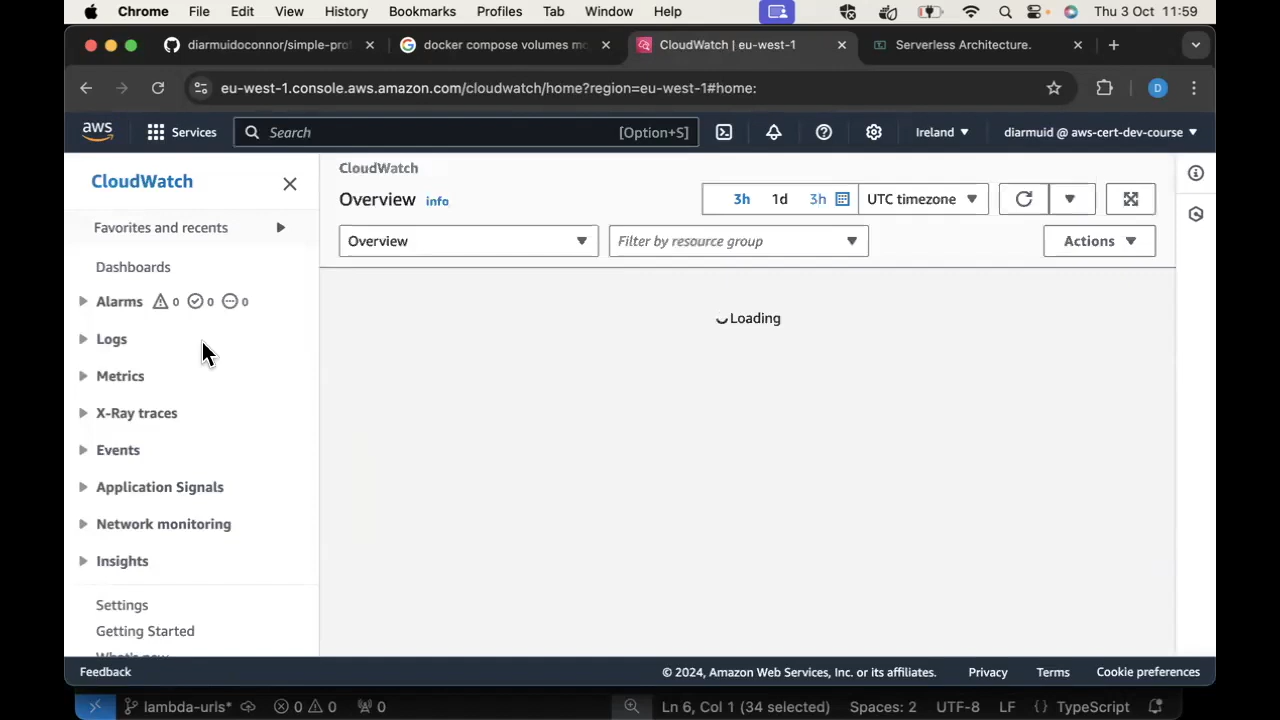 Chrome File Edit View History Bookmarks Profiles Tab Window Help Thu 3 Oct 11:59
diarmuidoconnor/simple-pro docker compose volumes m CloudWatch | eu-west-1 Serverless Architecture.
eu-west-1.console.aws.amazon.com/cloudwatch/home?region=eu-west-1#home: D
aws Services Search [Option+S] Ireland diarmuid @ aws-cert-dev-course
CloudWatch
Favorites and recents
Dashboards
Alarms 0 0 0
Logs
Metrics
X-Ray traces
Events
Application Signals
Network monitoring
Insights
Settings
Getting Started
What's new
CloudWatch
Overview info 3h 1d 3h UTC timezone
Overview Filter by resource group Actions
Loading
Feedback © 2024, Amazon Web Services, Inc. or its affiliates. Privacy Terms Cookie preferences
lambda-urls* 0 0 0 Ln 6, Col 1 (34 selected) Spaces: 2 UTF-8 LF {} TypeScript